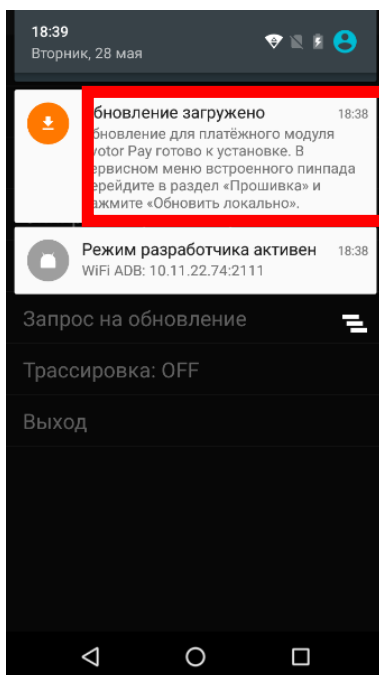 18:39
Вторник, 28 мая
бновление загружено 18:38
бновление для платёжного модуля
votor Pay готово к установке. В
ервисном меню встроенного пинпада
ерейдите в раздел «Прошивка» и
ажмите «Обновить локально».
Режим разработчика активен 18:38
WiFi ADB: 10.11.22.74:2111
Запрос на обновление
Трассировка: OFF
Выход